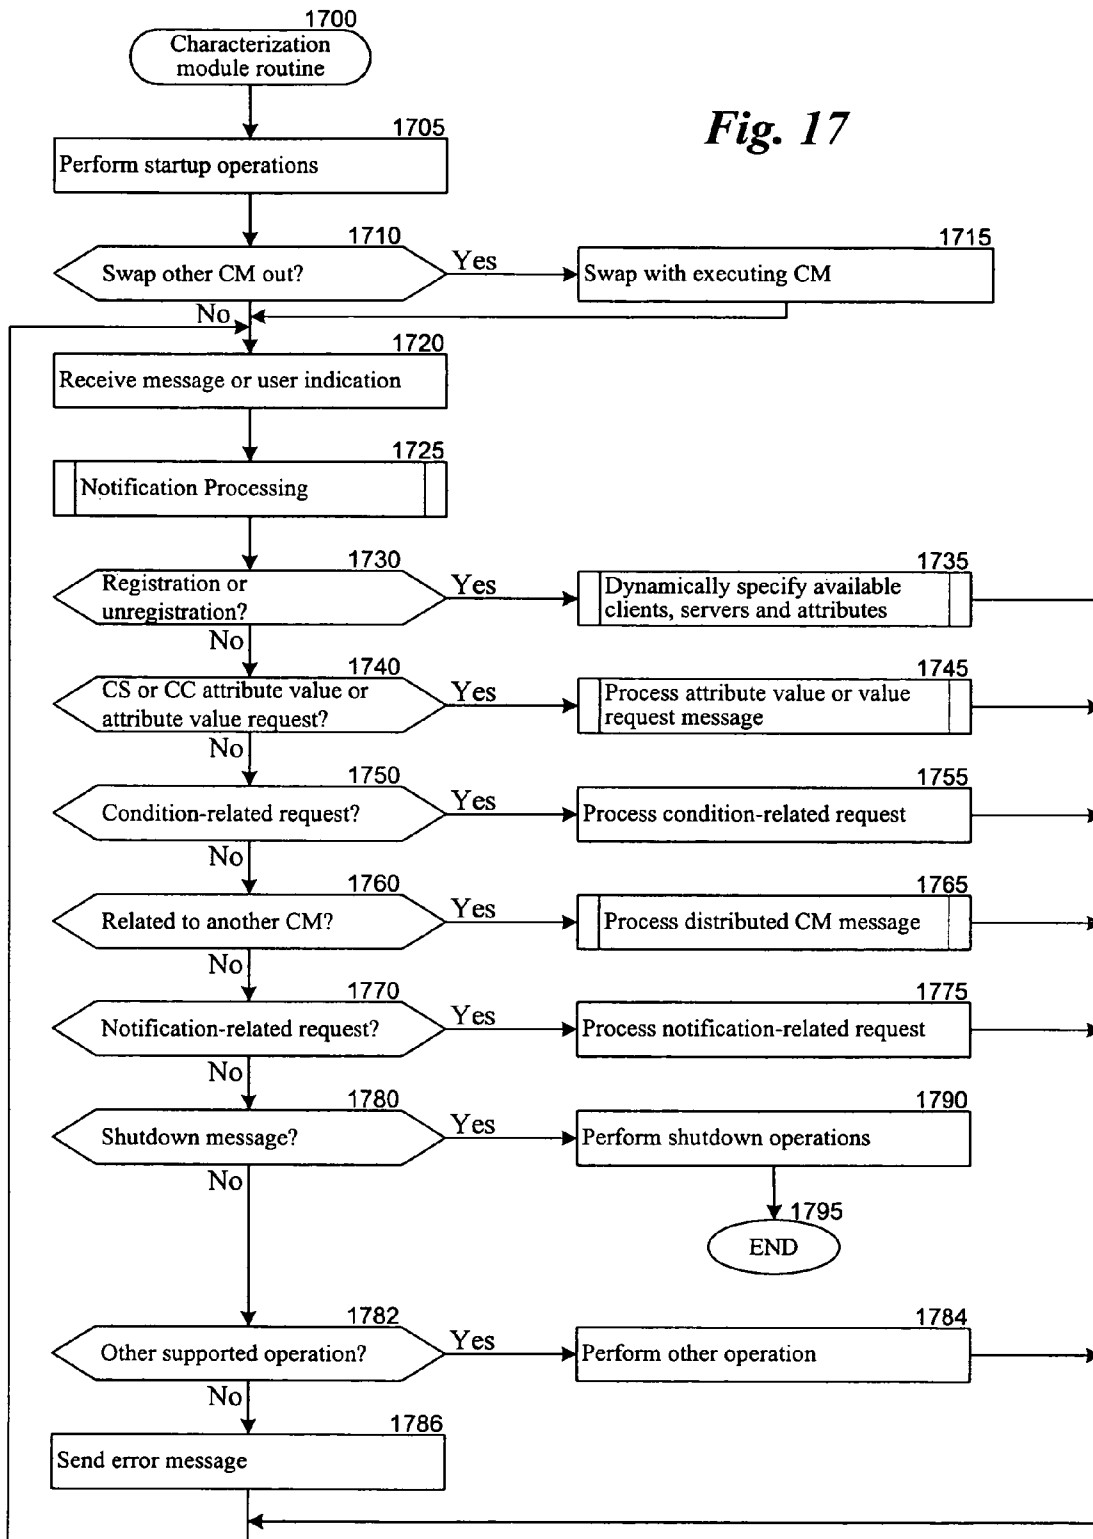 1700
Characterization
module routine
Fig. 17
1705
Perform startup operations
1710
Swap other CM out?
Yes
1715
Swap with executing CM
No
1720
Receive message or user indication
1725
Notification Processing
1730
Registration or
unregistration?
Yes
1735
Dynamically specify available
clients, servers and attributes
No
1740
CS or CC attribute value or
attribute value request?
Yes
1745
Process attribute value or value
request message
No
1750
Condition-related request?
Yes
1755
Process condition-related request
No
1760
Related to another CM?
Yes
1765
Process distributed CM message
No
1770
Notification-related request?
Yes
1775
Process notification-related request
No
1780
Shutdown message?
Yes
1790
Perform shutdown operations
No
1795
END
1782
Other supported operation?
Yes
1784
Perform other operation
No
1786
Send error message